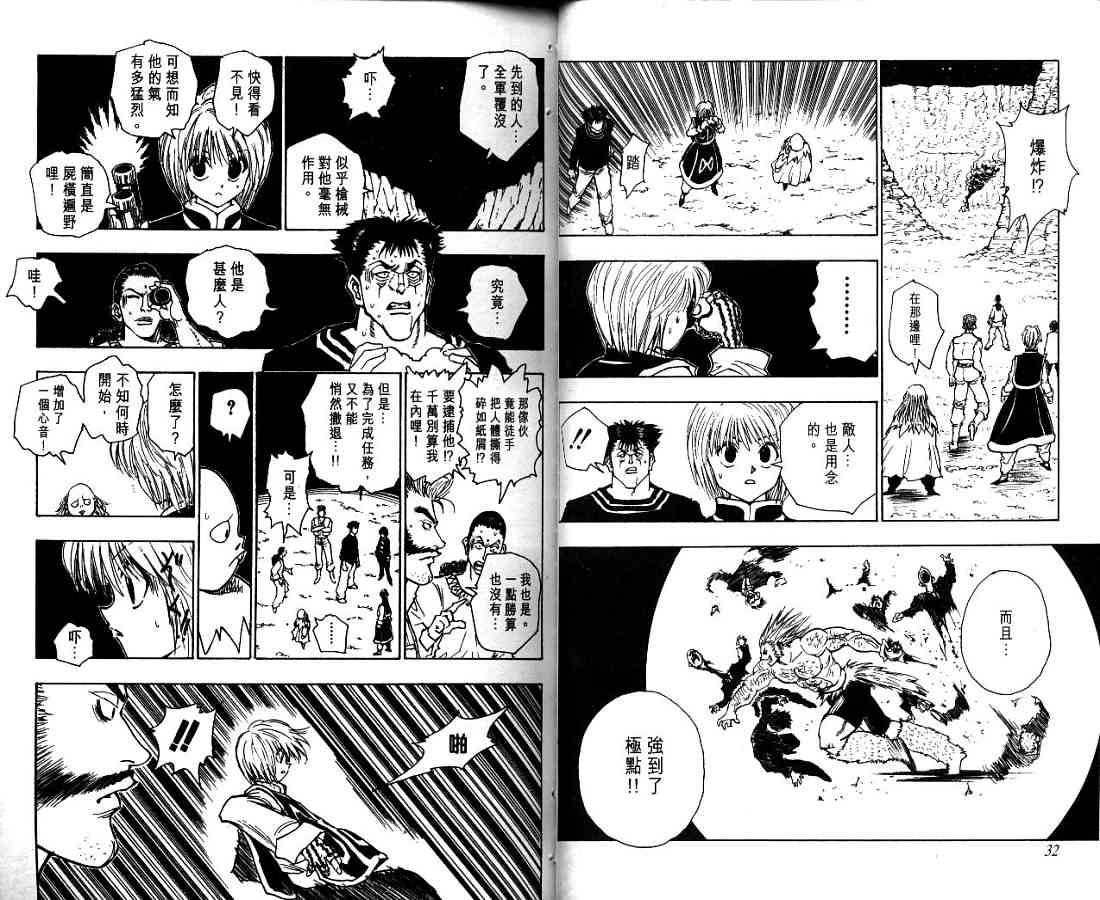 爆炸!?
在那邊哩!
踏
⋯⋯⋯
敵人…
也是用念
的。
!!
而且…
強到了
極點!!
32
先到的人…
全軍覆沒
了。
吓…
似乎槍械
對他毫無
作用。
快得看
不見!
可想而知
他的氣
有多猛烈。
簡直是
屍橫遍野
哩!
究竟…
他是
甚麼人?
哇!
那傢伙
竟能徒手
把人體撕得
碎如紙屑!?
要逮捕他!?
千萬別算我
在內哩!
我也是。
一點勝算
也沒有…
但是…
為了完成任務,
又不能
悄然撤退…!!
可是…
……
?
怎麼了?
不知何時
開始,
增加了
一個心音!
吓…
!!